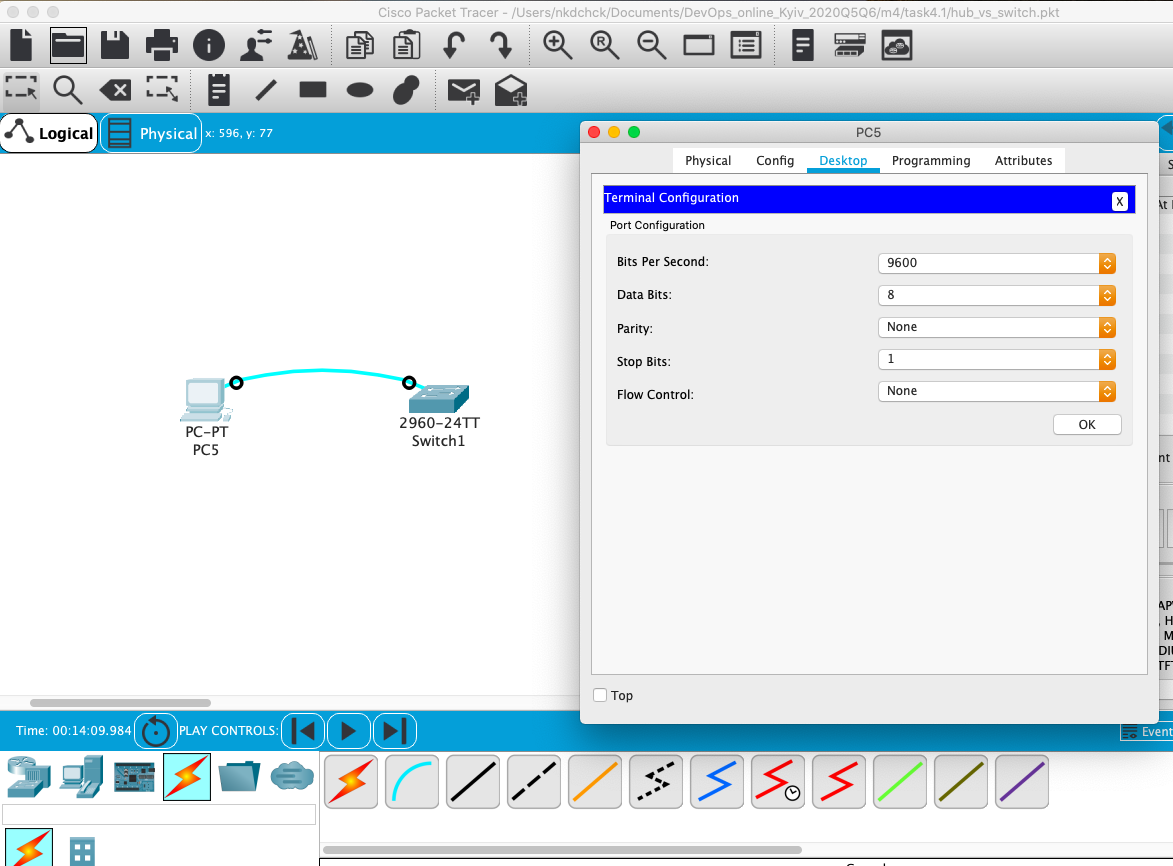 Cisco Packet Tracer - /Users/nkdchck/Documents/DevOps_online_Kyiv_2020Q5Q6/m4/task4.1/hub_vs_switch.pkt
Logical
Physical
x: 596, y: 77
PC5
Physical
Config
Desktop
Programming
Attributes
Terminal Configuration
X
Port Configuration
Bits Per Second:
9600
Data Bits:
8
Parity:
None
Stop Bits:
1
Flow Control:
None
OK
Top
PC-PT
PC5
2960-24TT
Switch1
Time: 00:14:09.984
PLAY CONTROLS:
Event